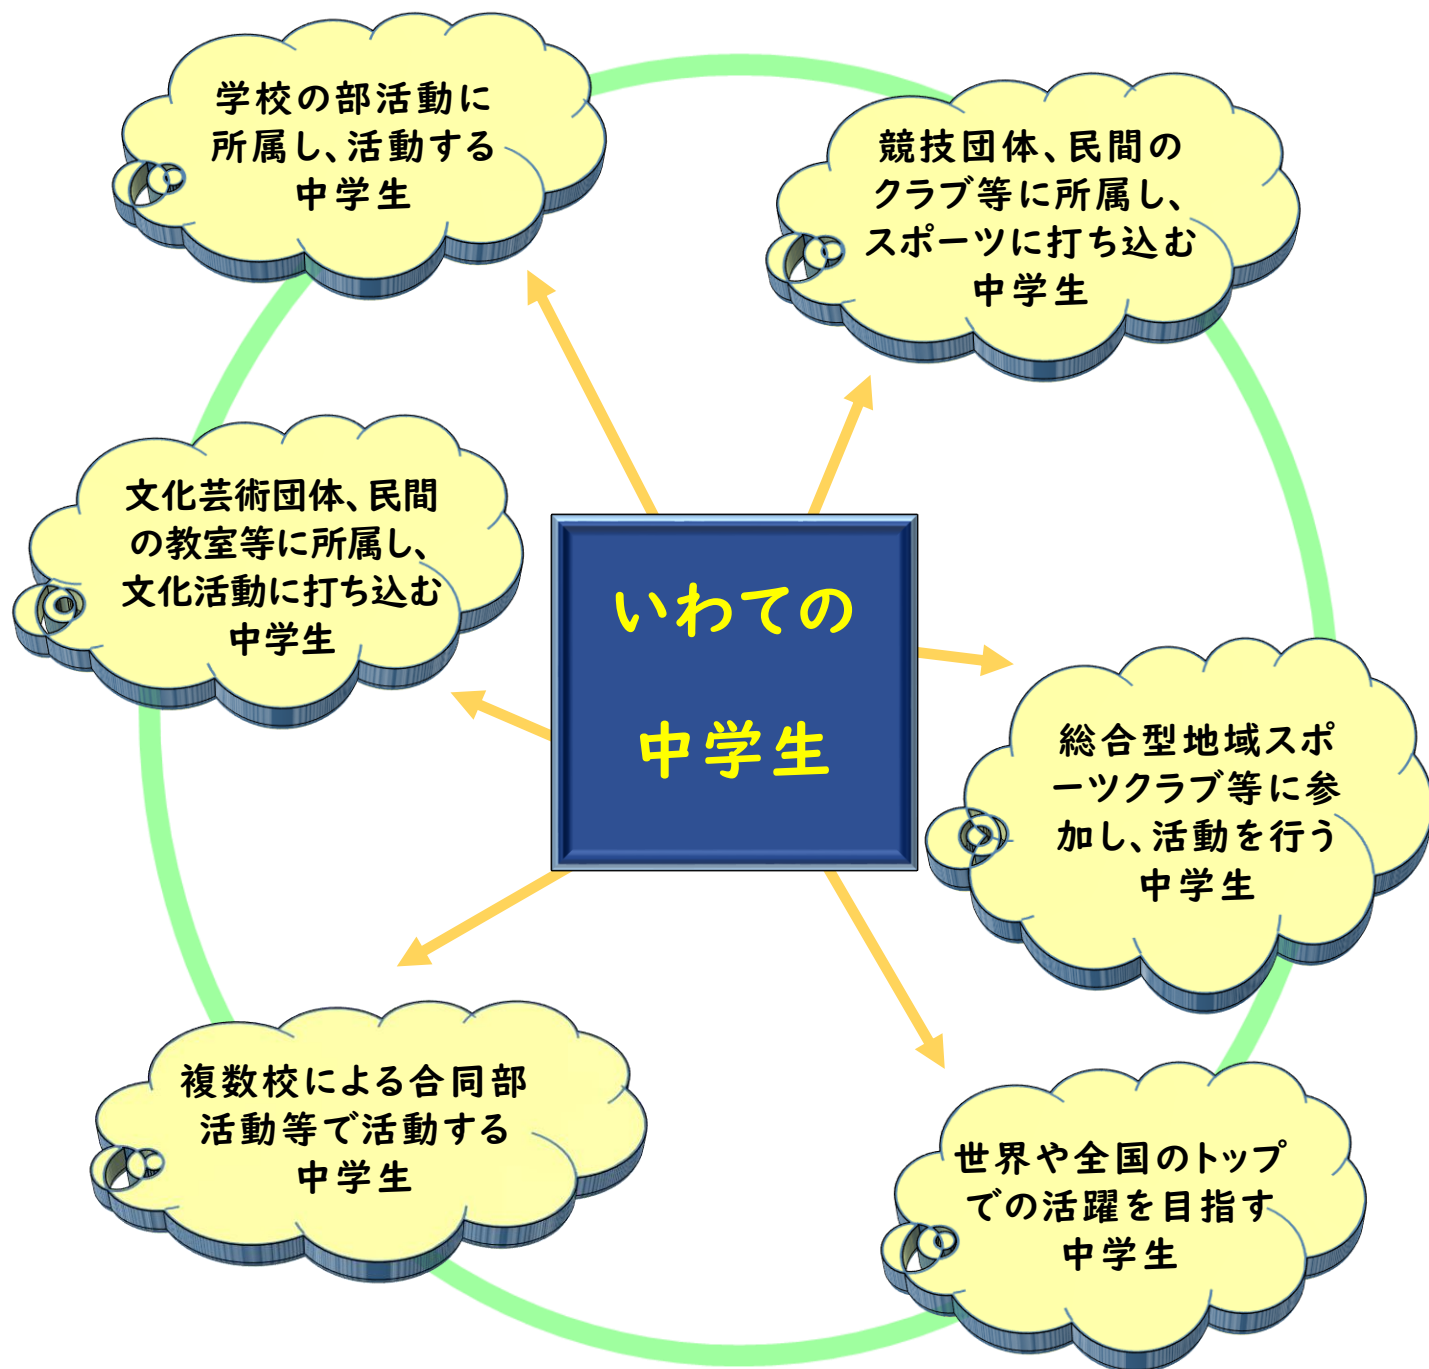 学校の部活動に
所属し、活動する
中学生
競技団体、民間の
クラブ等に所属し、
スポーツに打ち込む
中学生
文化芸術団体、民間
の教室等に所属し、
文化活動に打ち込む
中学生
いわての
中学生
総合型地域スポ
ーツクラブ等に参
加し、活動を行う
中学生
複数校による合同部
活動等で活動する
中学生
世界や全国のトップ
での活躍を目指す
中学生